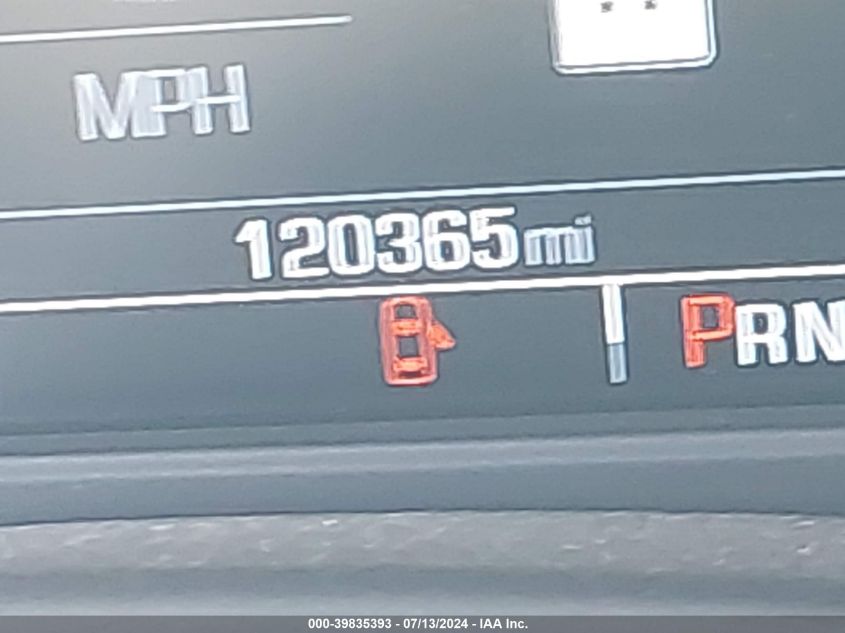 MPH
120365mi
PRN
000-39835393 - 07/13/2024 - IAA Inc.